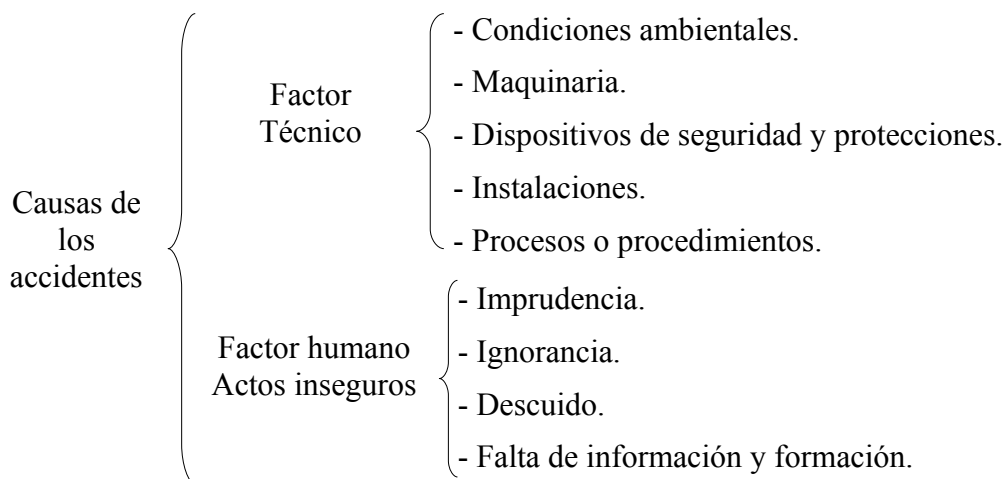 Causas de
los
accidentes
Factor
Técnico
- Condiciones ambientales.
- Maquinaria.
- Dispositivos de seguridad y protecciones.
- Instalaciones.
- Procesos o procedimientos.
Factor humano
Actos inseguros
- Imprudencia.
- Ignorancia.
- Descuido.
- Falta de información y formación.